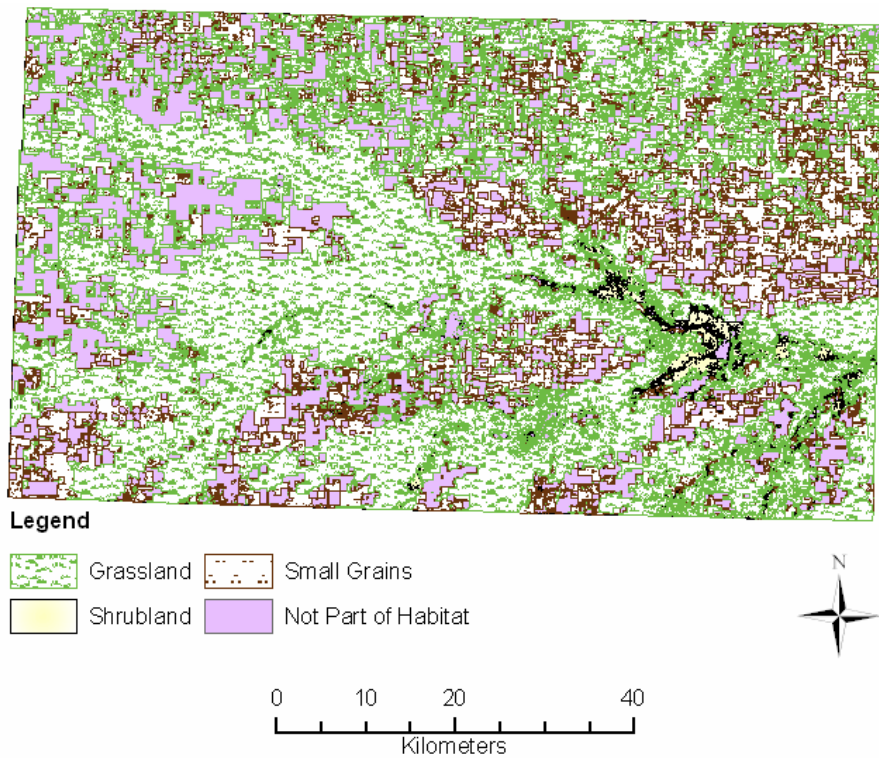 Legend
Grassland Small Grains
Shrubland Not Part of Habitat
N
0 10 20 40
Kilometers